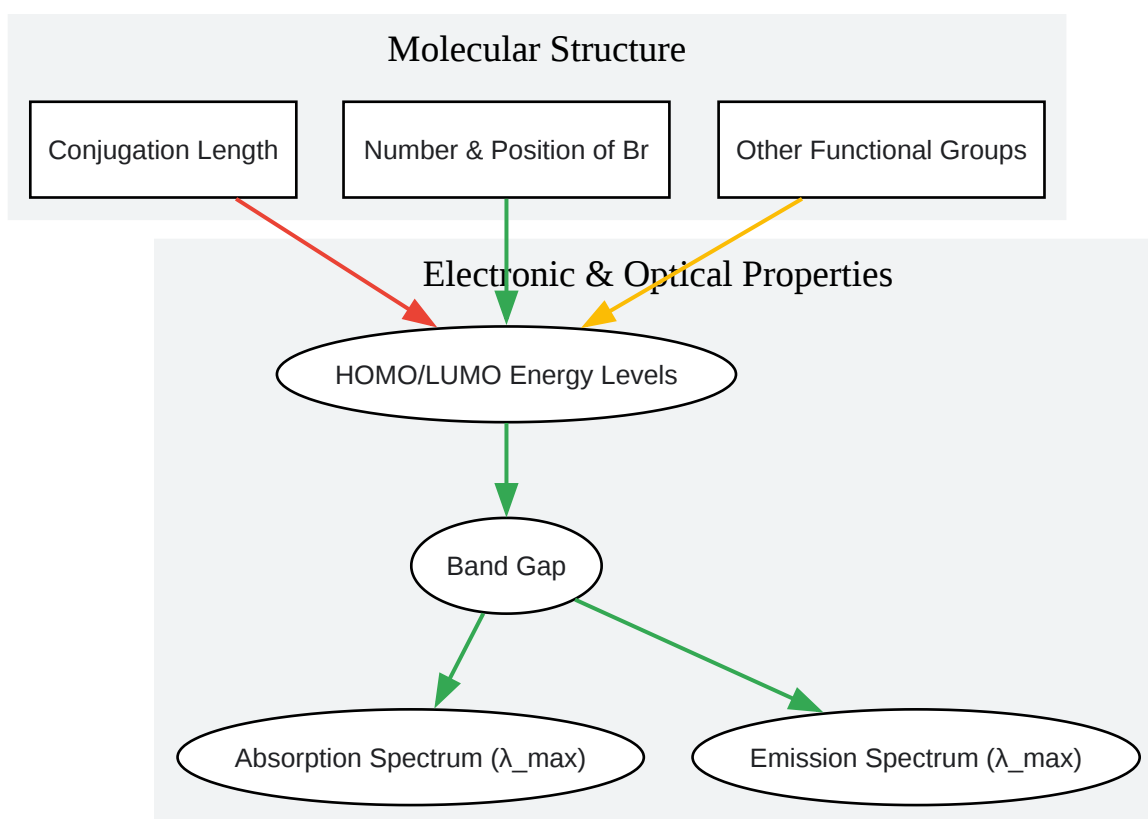 Molecular Structure
Conjugation Length
Number & Position of Br
Other Functional Groups
Electronic & Optical Properties
HOMO/LUMO Energy Levels
Band Gap
Absorption Spectrum (λ_max)
Emission Spectrum (λ_max)